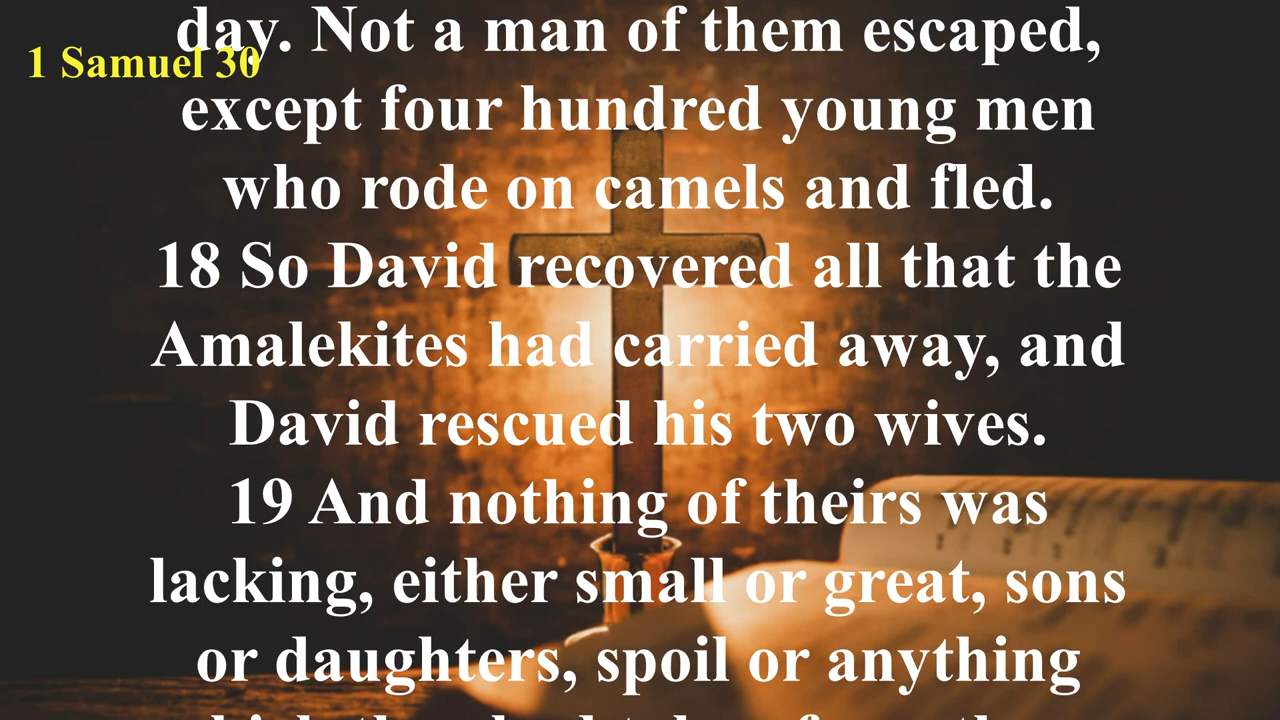 day. Not a man of them escaped,
1 Samuel 30
except four hundred young men
who rode on camels and fled.
18 So David recovered all that the
Amalekites had carried away, and
David rescued his two wives.
19 And nothing of theirs was
lacking, either small or great, sons
or daughters, spoil or anything